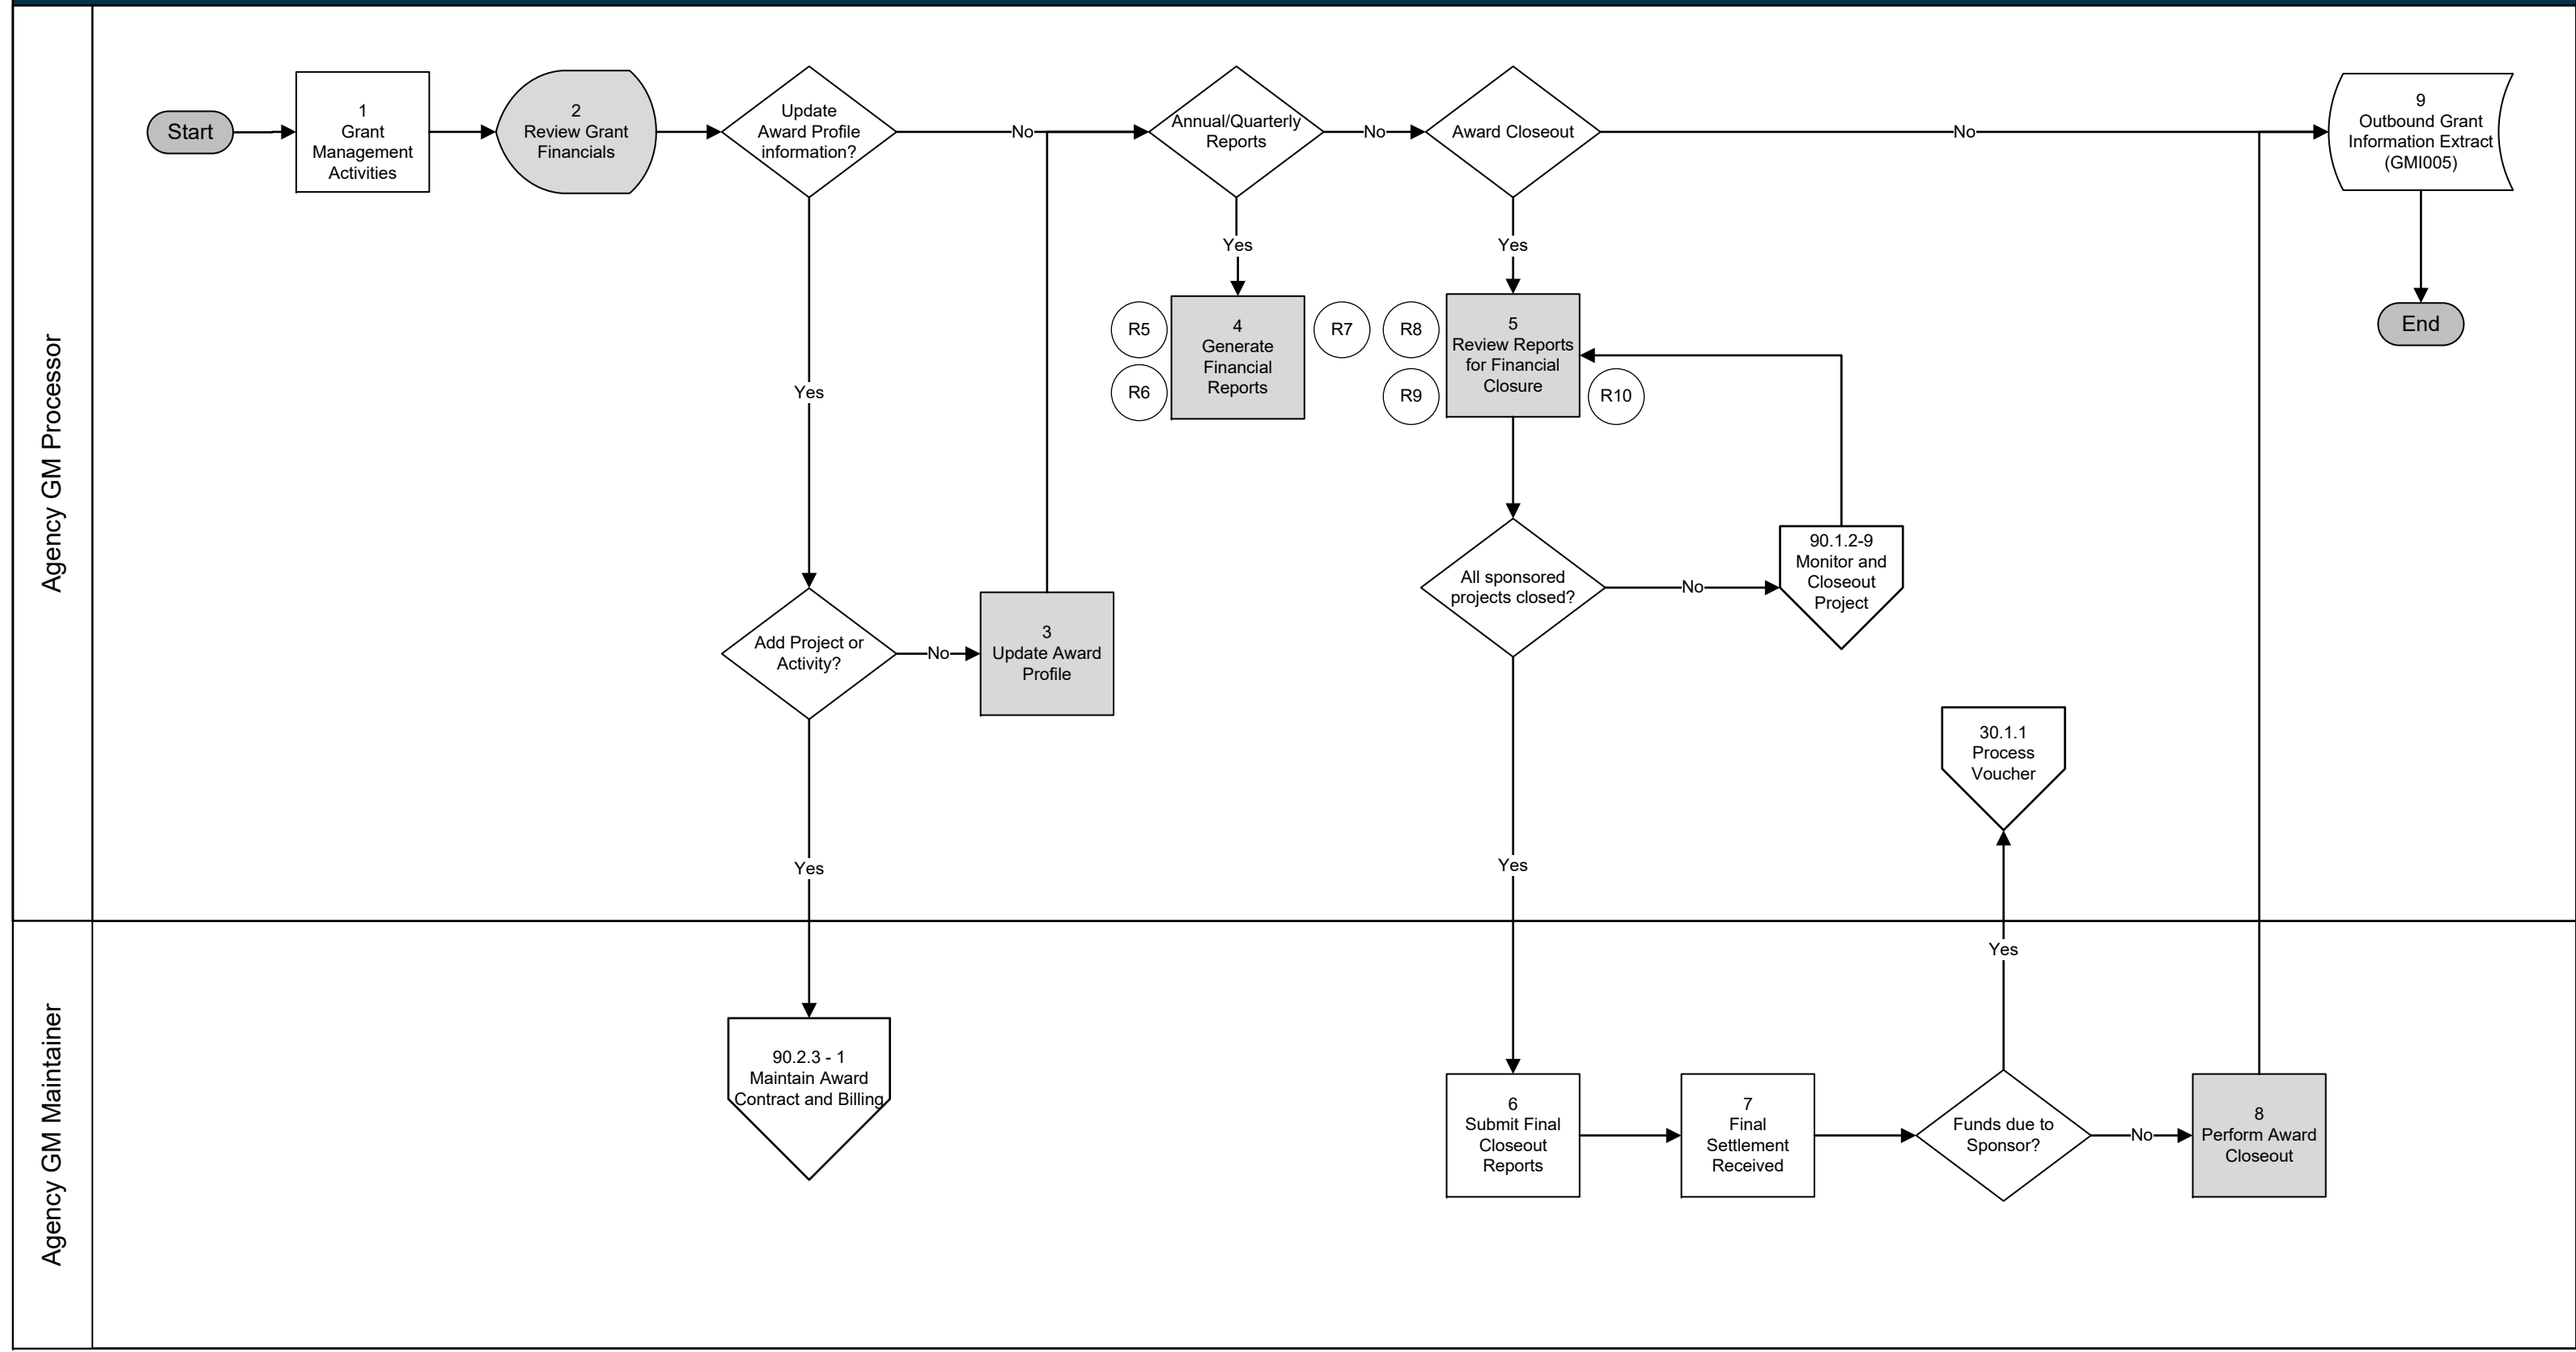 Agency GM Processor
Start
1
Grant
Management
Activities
2
Review Grant
Financials
Update
Award Profile
information?
No
Annual/Quarterly
Reports
No
Award Closeout
No
9
Outbound Grant
Information Extract
(GMI005)
Yes
Yes
R5
R6
4
Generate
Financial
Reports
R7
R8
R9
5
Review Reports
for Financial
Closure
R10
End
Yes
All sponsored
projects closed?
No
90.1.2-9
Monitor and
Closeout
Project
Add Project or
Activity?
No
3
Update Award
Profile
30.1.1
Process
Voucher
Yes
Yes
Agency GM Maintainer
Yes
90.2.3 - 1
Maintain Award
Contract and Billing
6
Submit Final
Closeout
Reports
7
Final
Settlement
Received
Funds due to
Sponsor?
No
8
Perform Award
Closeout